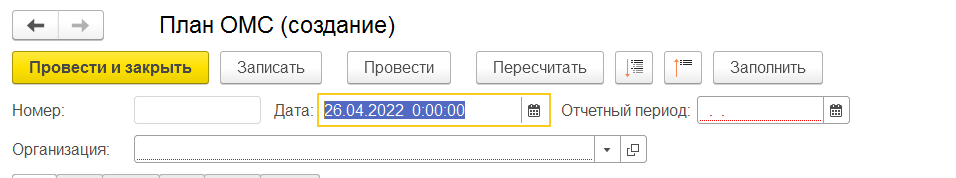 План ОМС (создание)
Провести и закрыть Записать Провести Пересчитать Заполнить
Номер: Дата: 26.04.2022 0:00:00 Отчетный период: . .
Организация: